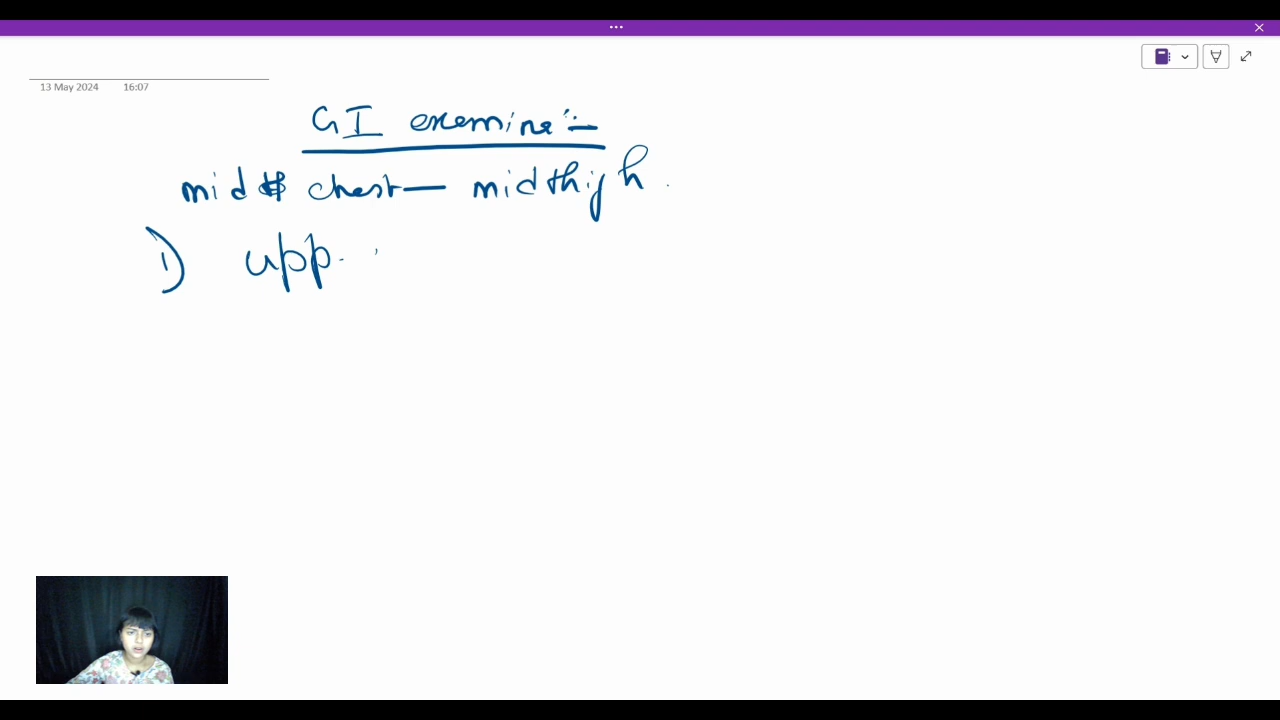 13 May 2024 16:07
GI examine:-
mid chest — midthigh.
1) upp.